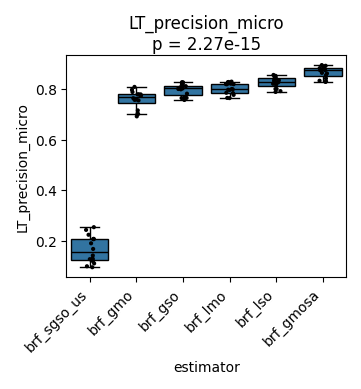 LT_precision_micro
p = 2.27e-15
LT_precision_micro
0.8
0.6
0.4
0.2
brf_sgso_us
brf_gmo
brf_gso
brf_lmo
brf_lso
brf_gmosa
estimator